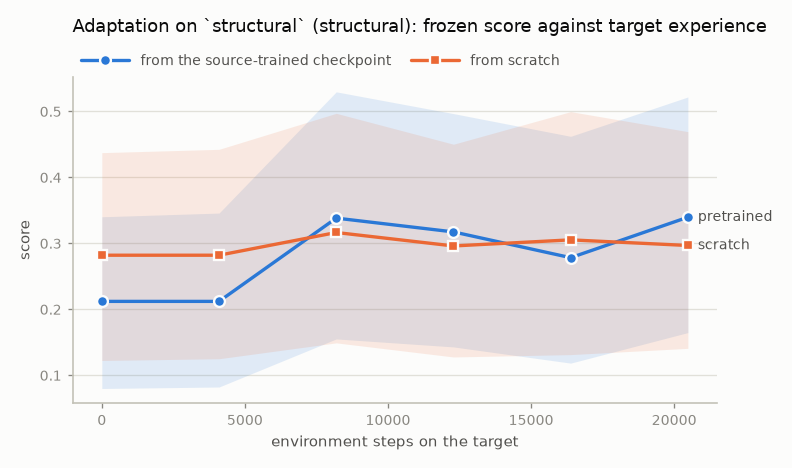 Adaptation on `structural` (structural): frozen score against target experience
from the source-trained checkpoint
from scratch
score
0.5
0.4
0.3
0.2
0.1
pretrained
scratch
0
5000
10000
15000
20000
environment steps on the target